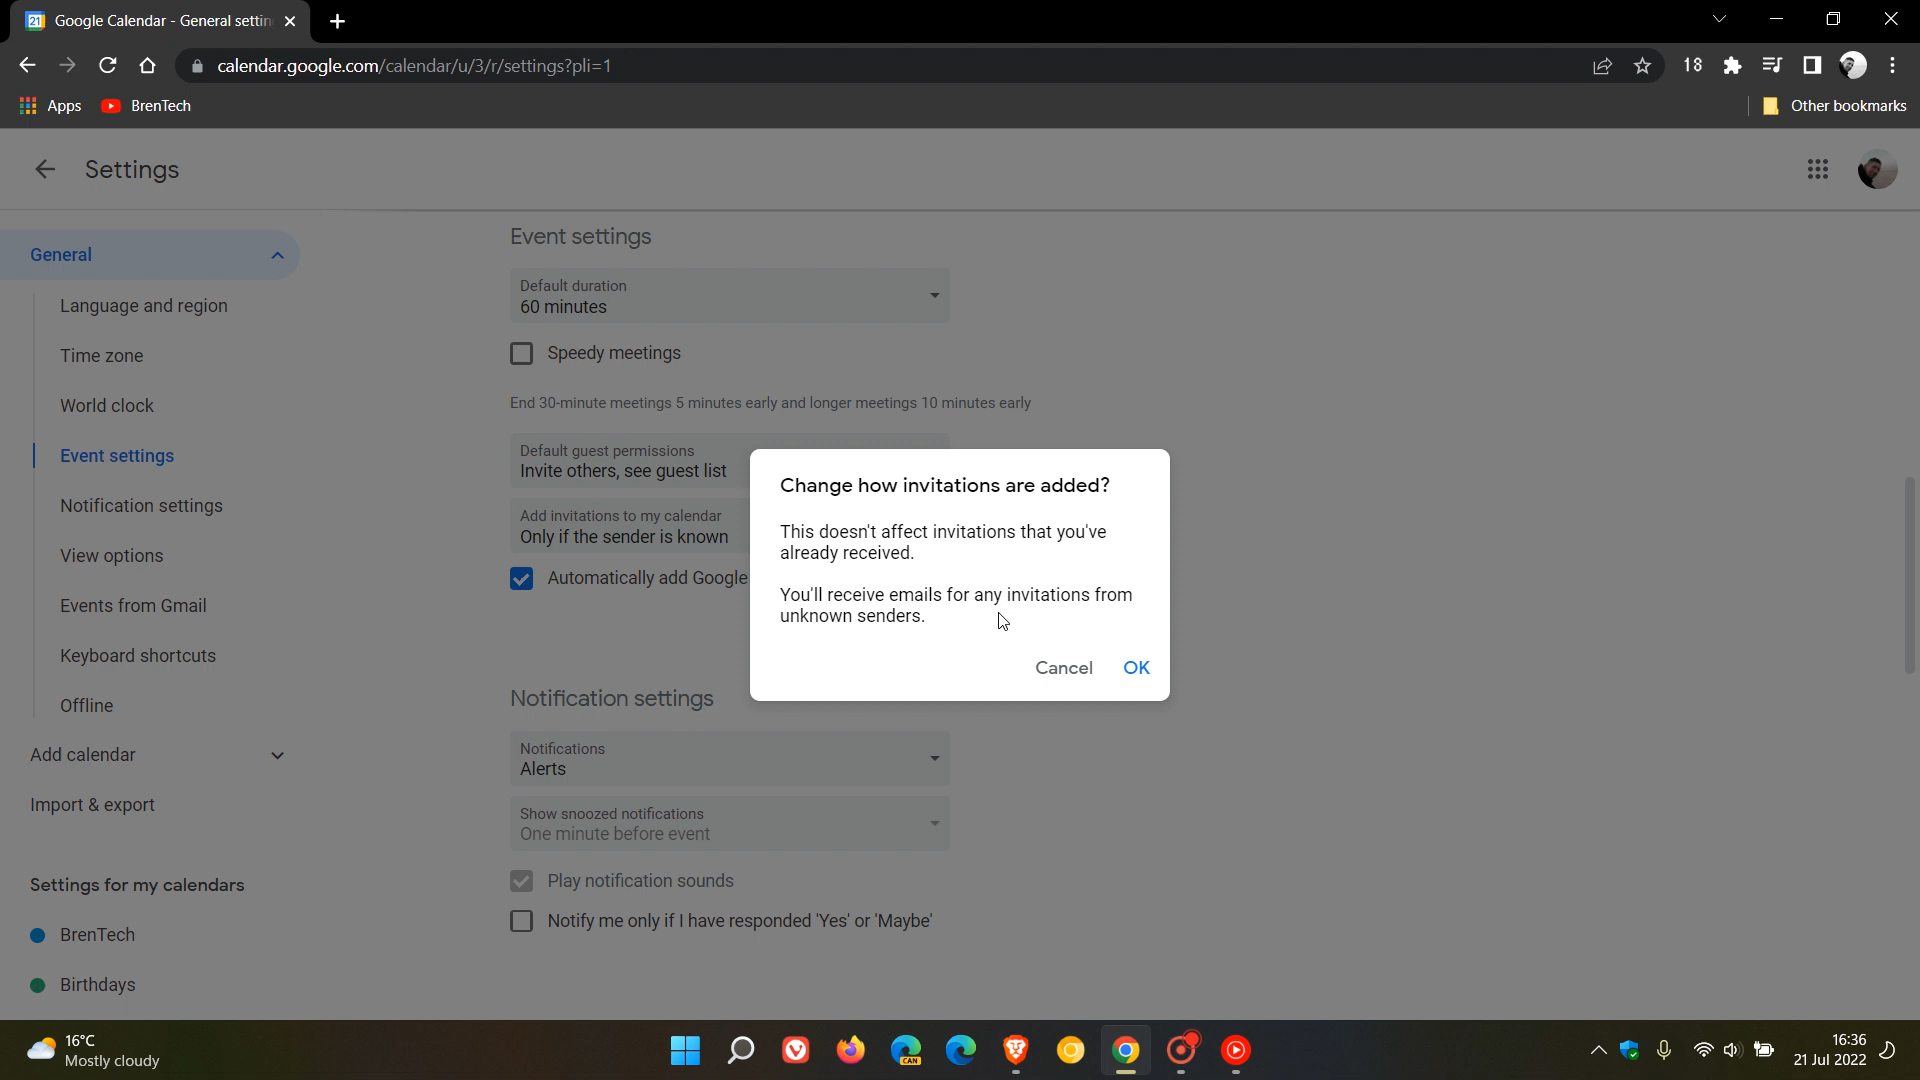 Google Calendar - General settin
calendar.google.com/calendar/u/3/r/settings?pli=1
18
Apps
BrenTech
Other bookmarks
Settings
General
Language and region
Time zone
World clock
Event settings
Notification settings
View options
Events from Gmail
Keyboard shortcuts
Offline
Add calendar
Import & export
Settings for my calendars
BrenTech
Birthdays
Event settings
Default duration
60 minutes
Speedy meetings
End 30-minute meetings 5 minutes early and longer meetings 10 minutes early
Default guest permissions
Invite others, see guest list
Add invitations to my calendar
Only if the sender is known
Automatically add Google
Change how invitations are added?
This doesn't affect invitations that you've
already received.
You'll receive emails for any invitations from
unknown senders.
Cancel
OK
Notification settings
Notifications
Alerts
Show snoozed notifications
One minute before event
Play notification sounds
Notify me only if I have responded 'Yes' or 'Maybe'
16°C
Mostly cloudy
CAN
16:36
21 Jul 2022